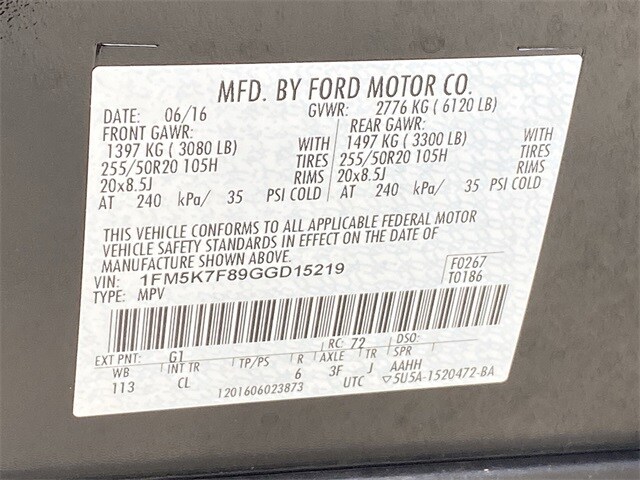 MFD. BY FORD MOTOR CO.
DATE: 06/16 GVWR: 2776 KG ( 6120 LB)
FRONT GAWR: REAR GAWR:
1397 KG ( 3080 LB) WITH 1497 KG ( 3300 LB) WITH
255/50R20 105H TIRES 255/50R20 105H TIRES
20x8.5J RIMS 20x8.5J RIMS
AT 240 kPa/ 35 PSI COLD AT 240 kPa/ 35 PSI COLD
THIS VEHICLE CONFORMS TO ALL APPLICABLE FEDERAL MOTOR
VEHICLE SAFETY STANDARDS IN EFFECT ON THE DATE OF
MANUFACTURE SHOWN ABOVE.
VIN: 1FM5K7F89GGD15219 F0267
TYPE: MPV T0186
EXT PNT: G1 RC: 72 DSO:
WB INT TR TP/PS R AXLE TR SPR
113 CL 6 3F J AAHH
1201606023873 UTC ▽5U5A-1520472-BA